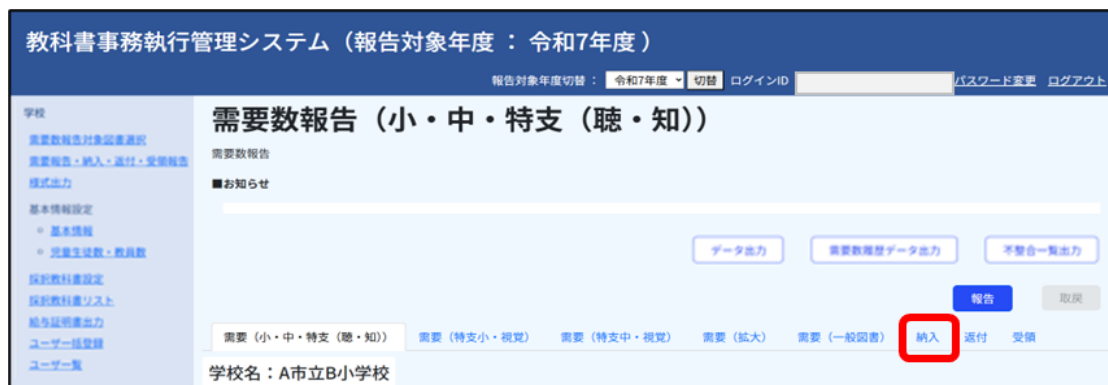 教科書事務執行管理システム（報告対象年度 ： 令和7年度 ）
報告対象年度切替 ： 令和7年度 切替 ログインID パスワード変更 ログアウト
学校
需要数報告対象図書選択
需要報告・納入・返付・受領報告
様式出力
基本情報設定
基本情報
児童生徒数・教員数
採択教科書設定
採択教科書リスト
給与証明書出力
ユーザー括登録
ユーザー覧
需要数報告（小・中・特支（聴・知））
需要数報告
■お知らせ
データ出力 需要数履歴データ出力 不整合一覧出力
報告 取戻
需要（小・中・特支（聴・知）） 需要（特支小・視覚） 需要（特支中・視覚） 需要（拡大） 需要（一般図書） 納入 返付 受領
学校名：A市立B小学校